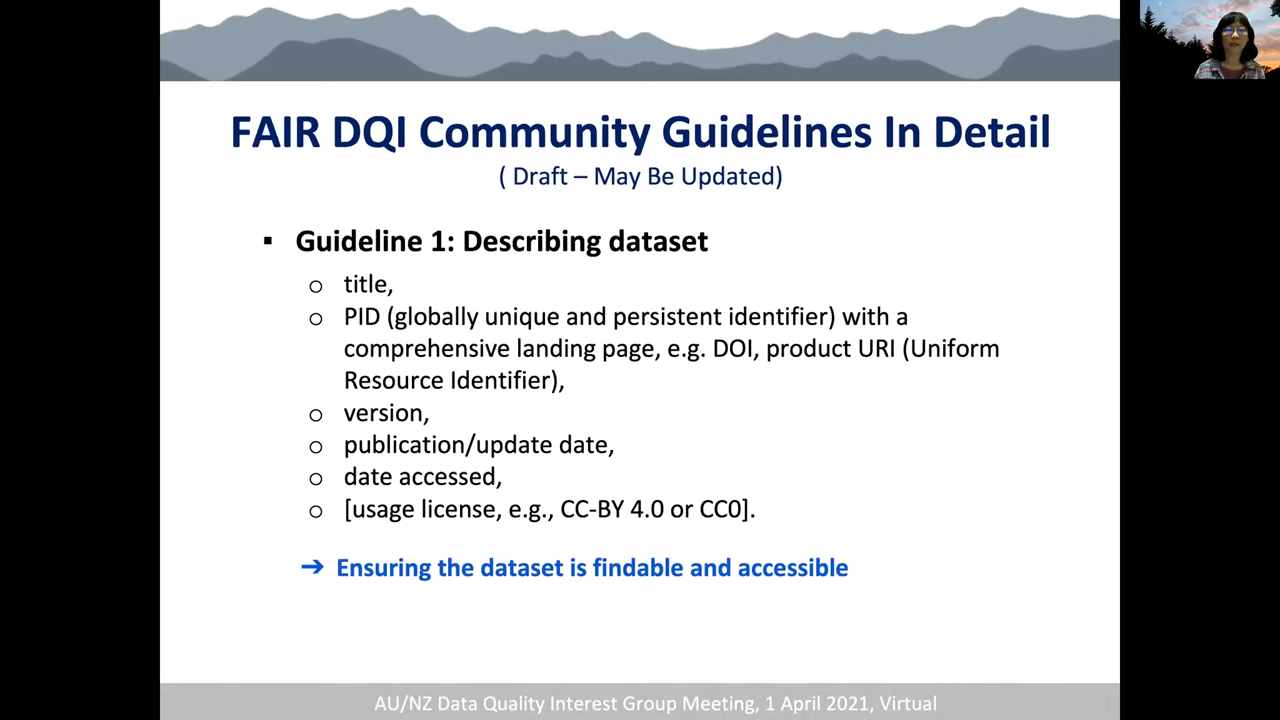 FAIR DQI Community Guidelines In Detail
( Draft – May Be Updated)
▪ Guideline 1: Describing dataset
o title,
o PID (globally unique and persistent identifier) with a
comprehensive landing page, e.g. DOI, product URI (Uniform
Resource Identifier),
o version,
o publication/update date,
o date accessed,
o [usage license, e.g., CC-BY 4.0 or CC0].
➔ Ensuring the dataset is findable and accessible
AU/NZ Data Quality Interest Group Meeting, 1 April 2021, Virtual